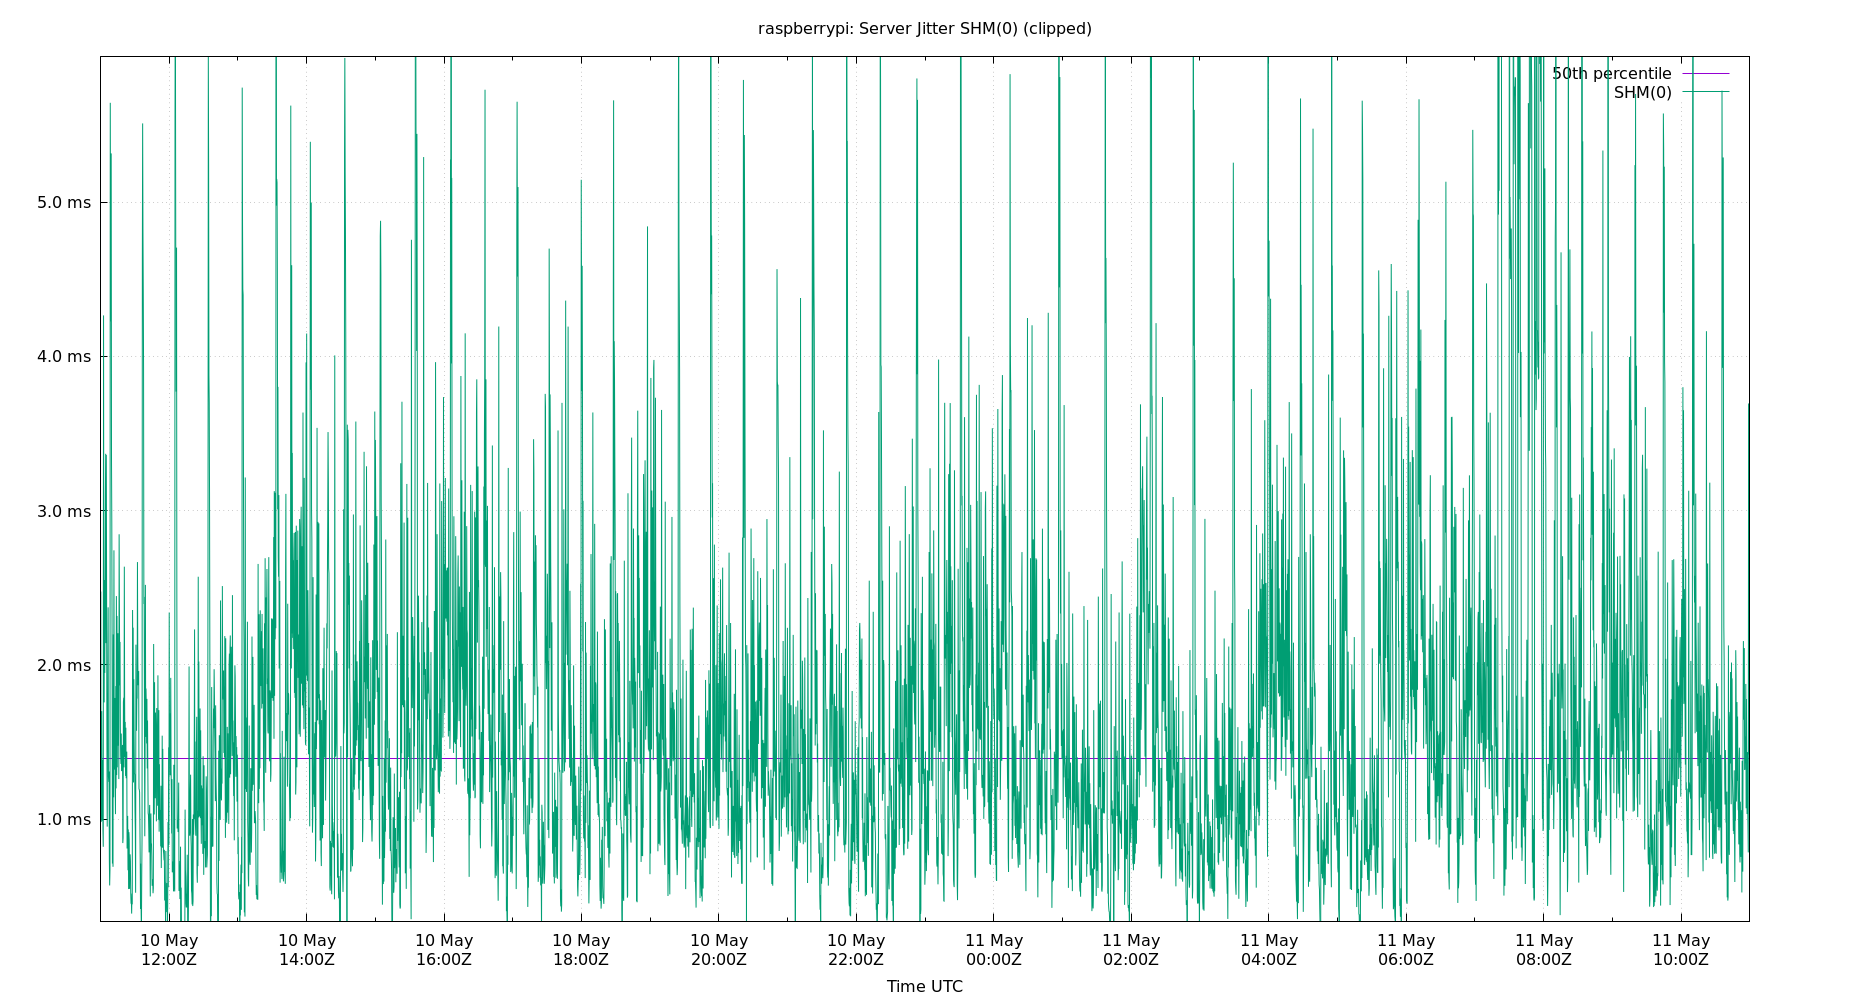 raspberrypi: Server Jitter SHM(0) (clipped)
50th percentile
SHM(0)
5.0 ms
4.0 ms
3.0 ms
2.0 ms
1.0 ms
10 May 10 May 10 May 10 May 10 May 10 May 11 May 11 May 11 May 11 May 11 May 11 May
12:00Z 14:00Z 16:00Z 18:00Z 20:00Z 22:00Z 00:00Z 02:00Z 04:00Z 06:00Z 08:00Z 10:00Z
Time UTC